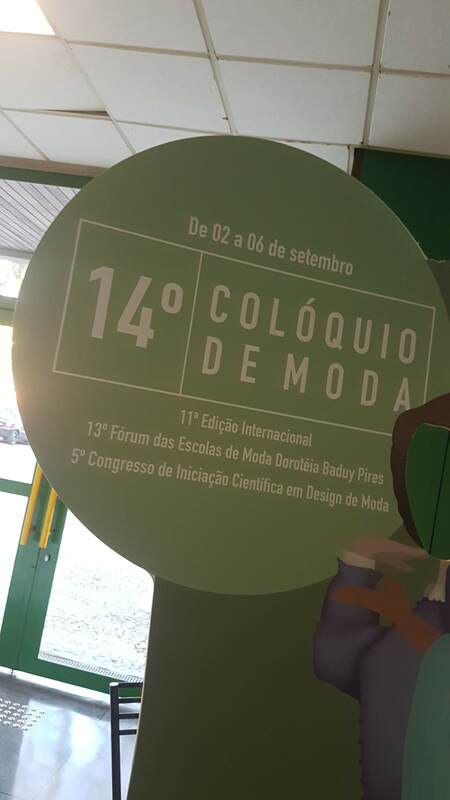 De 02 a 06 de setembro
14º
COLÓQUIO
DE MODA
11ª Edição Internacional
13º Fórum das Escolas de Moda Dorotéia Baduy Pires
5º Congresso de Iniciação Científica em Design de Moda